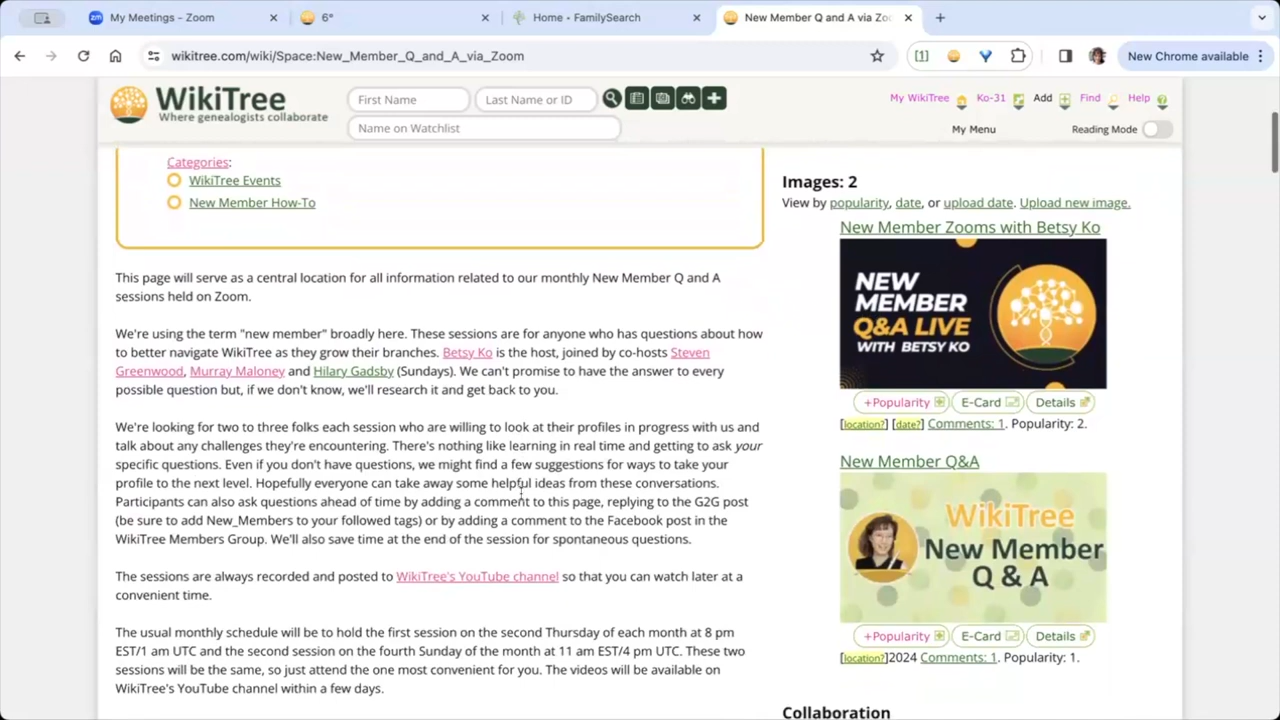 My Meetings - Zoom
6°
Home • FamilySearch
New Member Q and A via Zo
wikitree.com/wiki/Space:New_Member_Q_and_A_via_Zoom
New Chrome available
WikiTree
Where genealogists collaborate
First Name
Last Name or ID
Name on Watchlist
My WikiTree
Ko-31
Add
Find
Help
My Menu
Reading Mode
Categories:
WikiTree Events
New Member How-To
This page will serve as a central location for all information related to our monthly New Member Q and A
sessions held on Zoom.
We're using the term "new member" broadly here. These sessions are for anyone who has questions about how
to better navigate WikiTree as they grow their branches. Betsy Ko is the host, joined by co-hosts Steven
Greenwood, Murray Maloney and Hilary Gadsby (Sundays). We can't promise to have the answer to every
possible question but, if we don't know, we'll research it and get back to you.
We're looking for two to three folks each session who are willing to look at their profiles in progress with us and
talk about any challenges they're encountering. There's nothing like learning in real time and getting to ask your
specific questions. Even if you don't have questions, we might find a few suggestions for ways to take your
profile to the next level. Hopefully everyone can take away some helpful ideas from these conversations.
Participants can also ask questions ahead of time by adding a comment to this page, replying to the G2G post
(be sure to add New_Members to your followed tags) or by adding a comment to the Facebook post in the
WikiTree Members Group. We'll also save time at the end of the session for spontaneous questions.
The sessions are always recorded and posted to WikiTree's YouTube channel so that you can watch later at a
convenient time.
The usual monthly schedule will be to hold the first session on the second Thursday of each month at 8 pm
EST/1 am UTC and the second session on the fourth Sunday of the month at 11 am EST/4 pm UTC. These two
sessions will be the same, so just attend the one most convenient for you. The videos will be available on
WikiTree's YouTube channel within a few days.
Images: 2
View by popularity, date, or upload date. Upload new image.
New Member Zooms with Betsy Ko
NEW
MEMBER
Q&A LIVE
WITH BETSY KO
+Popularity
E-Card
Details
[location?] [date?] Comments: 1. Popularity: 2.
New Member Q&A
WikiTree
New Member
Q & A
+Popularity
E-Card
Details
[location?]2024 Comments: 1. Popularity: 1.
Collaboration